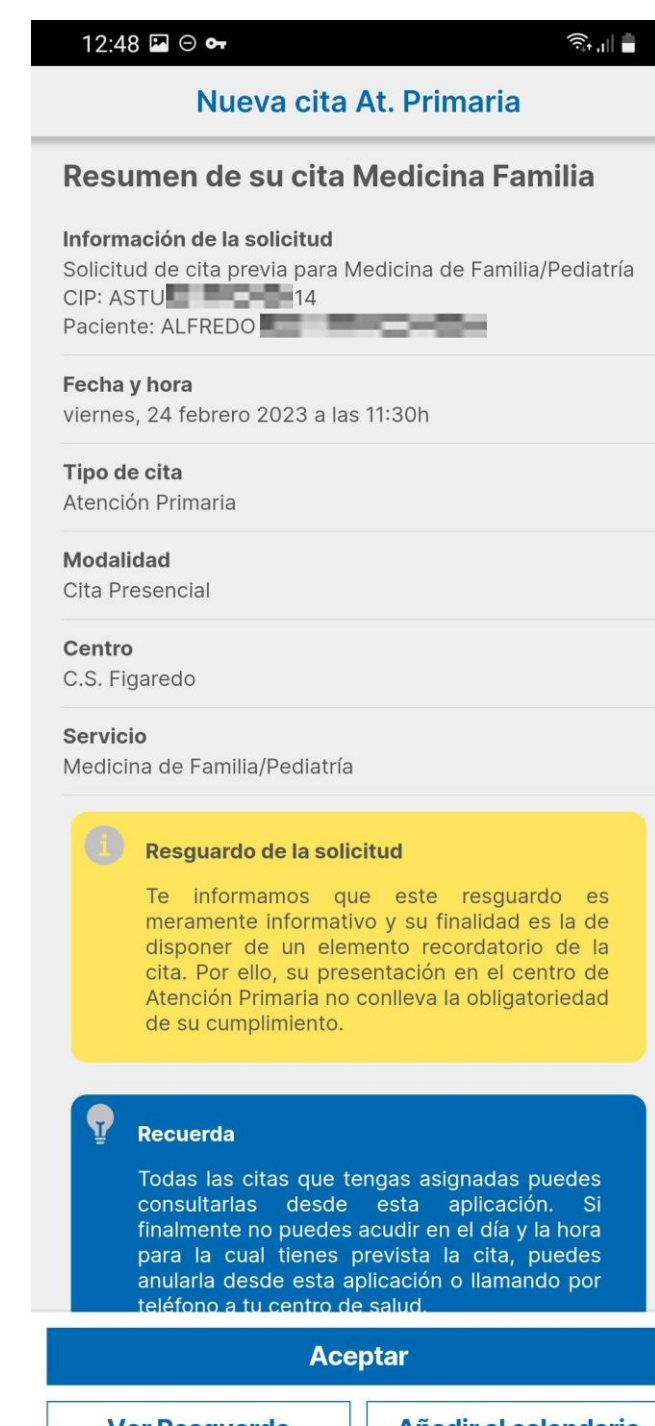 12:48
Nueva cita At. Primaria
Resumen de su cita Medicina Familia
Información de la solicitud
Solicitud de cita previa para Medicina de Familia/Pediatría
CIP: ASTU 14
Paciente: ALFREDO
Fecha y hora
viernes, 24 febrero 2023 a las 11:30h
Tipo de cita
Atención Primaria
Modalidad
Cita Presencial
Centro
C.S. Figaredo
Servicio
Medicina de Familia/Pediatría
Resguardo de la solicitud
Te informamos que este resguardo es
meramente informativo y su finalidad es la de
disponer de un elemento recordatorio de la
cita. Por ello, su presentación en el centro de
Atención Primaria no conlleva la obligatoriedad
de su cumplimiento.
Recuerda
Todas las citas que tengas asignadas puedes
consultarlas desde esta aplicación. Si
finalmente no puedes acudir en el día y la hora
para la cual tienes prevista la cita, puedes
anularla desde esta aplicación o llamando por
teléfono a tu centro de salud.
Aceptar
Ver Resguardo Añadir al calendario